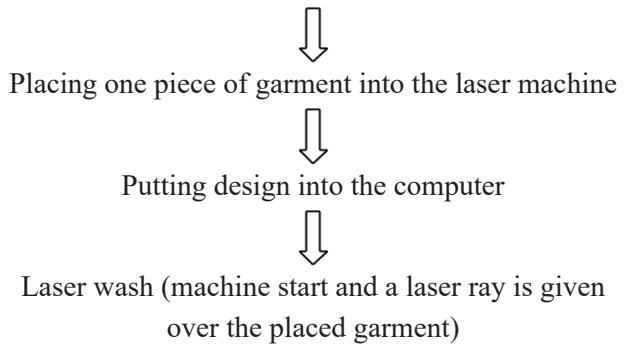 Placing one piece of garment into the laser machine
Putting design into the computer
Laser wash (machine start and a laser ray is given
over the placed garment)